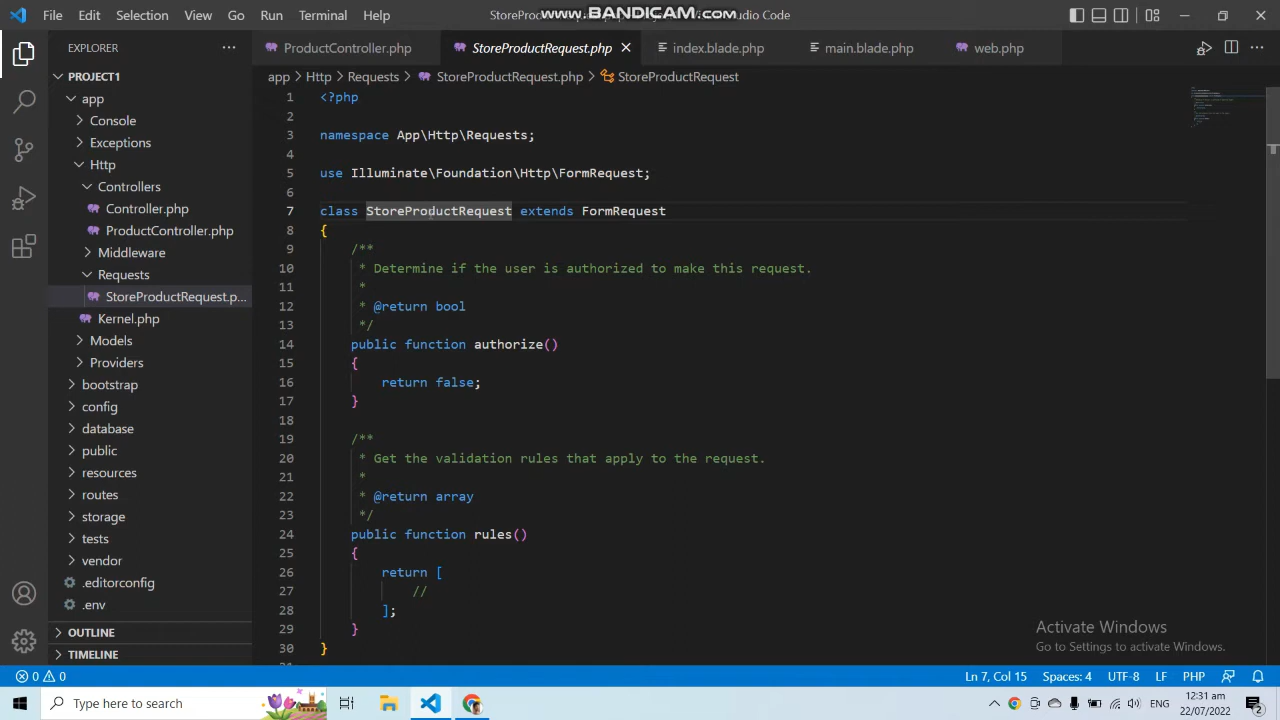 www.BANDICAM.com
File Edit Selection View Go Run Terminal Help
StoreProd
udio Code
EXPLORER
ProductController.php
StoreProductRequest.php
index.blade.php
main.blade.php
web.php
PROJECT1
app > Http > Requests > StoreProductRequest.php > StoreProductRequest
app
Console
Exceptions
Http
Controllers
Controller.php
ProductController.php
Middleware
Requests
StoreProductRequest.p...
Kernel.php
Models
Providers
bootstrap
config
database
public
resources
routes
storage
tests
vendor
.editorconfig
.env
OUTLINE
TIMELINE
1 <?php
2
3 namespace App\Http\Requests;
4
5 use Illuminate\Foundation\Http\FormRequest;
6
7 class StoreProductRequest extends FormRequest
8 {
9 /**
10 * Determine if the user is authorized to make this request.
11 *
12 * @return bool
13 */
14 public function authorize()
15 {
16 return false;
17 }
18
19 /**
20 * Get the validation rules that apply to the request.
21 *
22 * @return array
23 */
24 public function rules()
25 {
26 return [
27 //
28 ];
29 }
30 }
Activate Windows
Go to Settings to activate Windows.
0 0
Ln 7, Col 15 Spaces: 4 UTF-8 LF PHP
Type here to search
ENG
12:31 am
22/07/2022
2